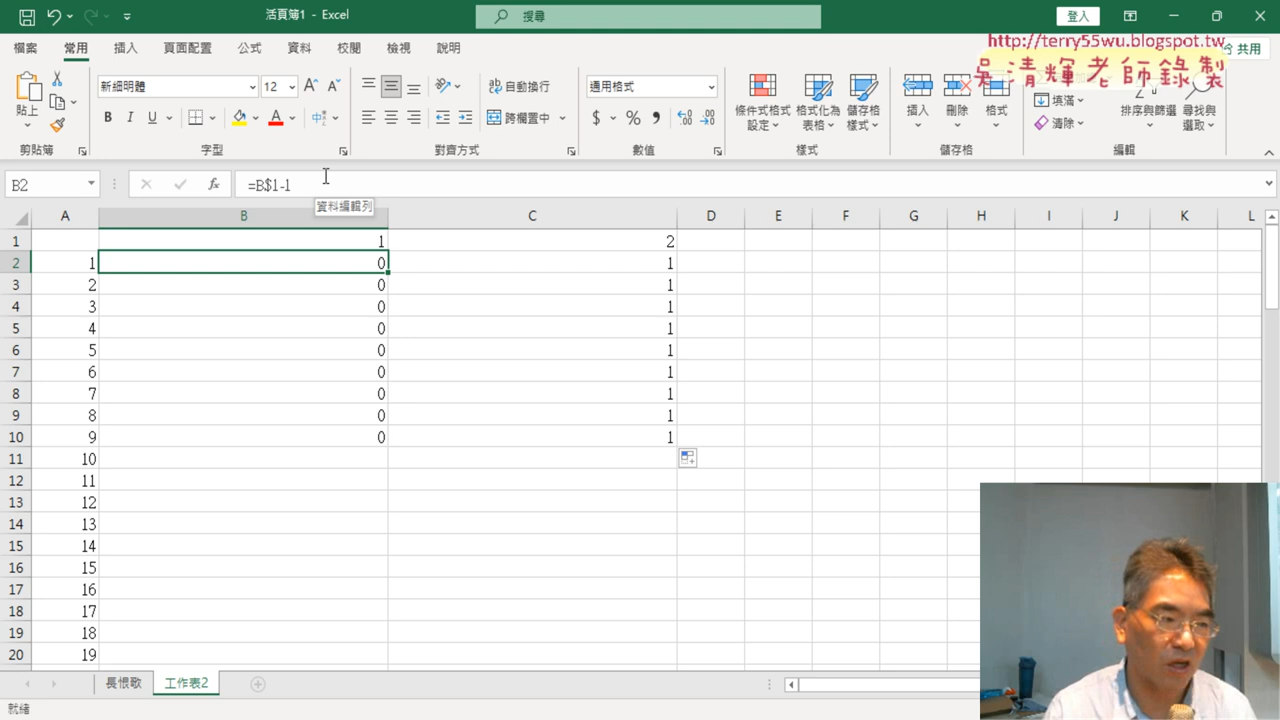 活頁簿1 - Excel
搜尋
登入
檔案 常用 插入 頁面配置 公式 資料 校閱 檢視 說明
http://terry55wu.blogspot.tw
共用
吳清輝老師錄製
貼上
新細明體 12
自動換行
通用格式
B I U
跨欄置中
$ % ,
條件式格式設定
格式化為表格
儲存格樣式
插入 刪除 格式
填滿
清除
排序與篩選
尋找與選取
剪貼簿 字型 對齊方式 數值 樣式 儲存格 編輯
B2
fx
=B$1-1
資料編輯列
A B C D E F G H I J K L
1 1 2
2 1 0 1
3 2 0 1
4 3 0 1
5 4 0 1
6 5 0 1
7 6 0 1
8 7 0 1
9 8 0 1
10 9 0 1
11 10
12 11
13 12
14 13
15 14
16 15
17 16
18 17
19 18
20 19
長恨歌 工作表2
就緒